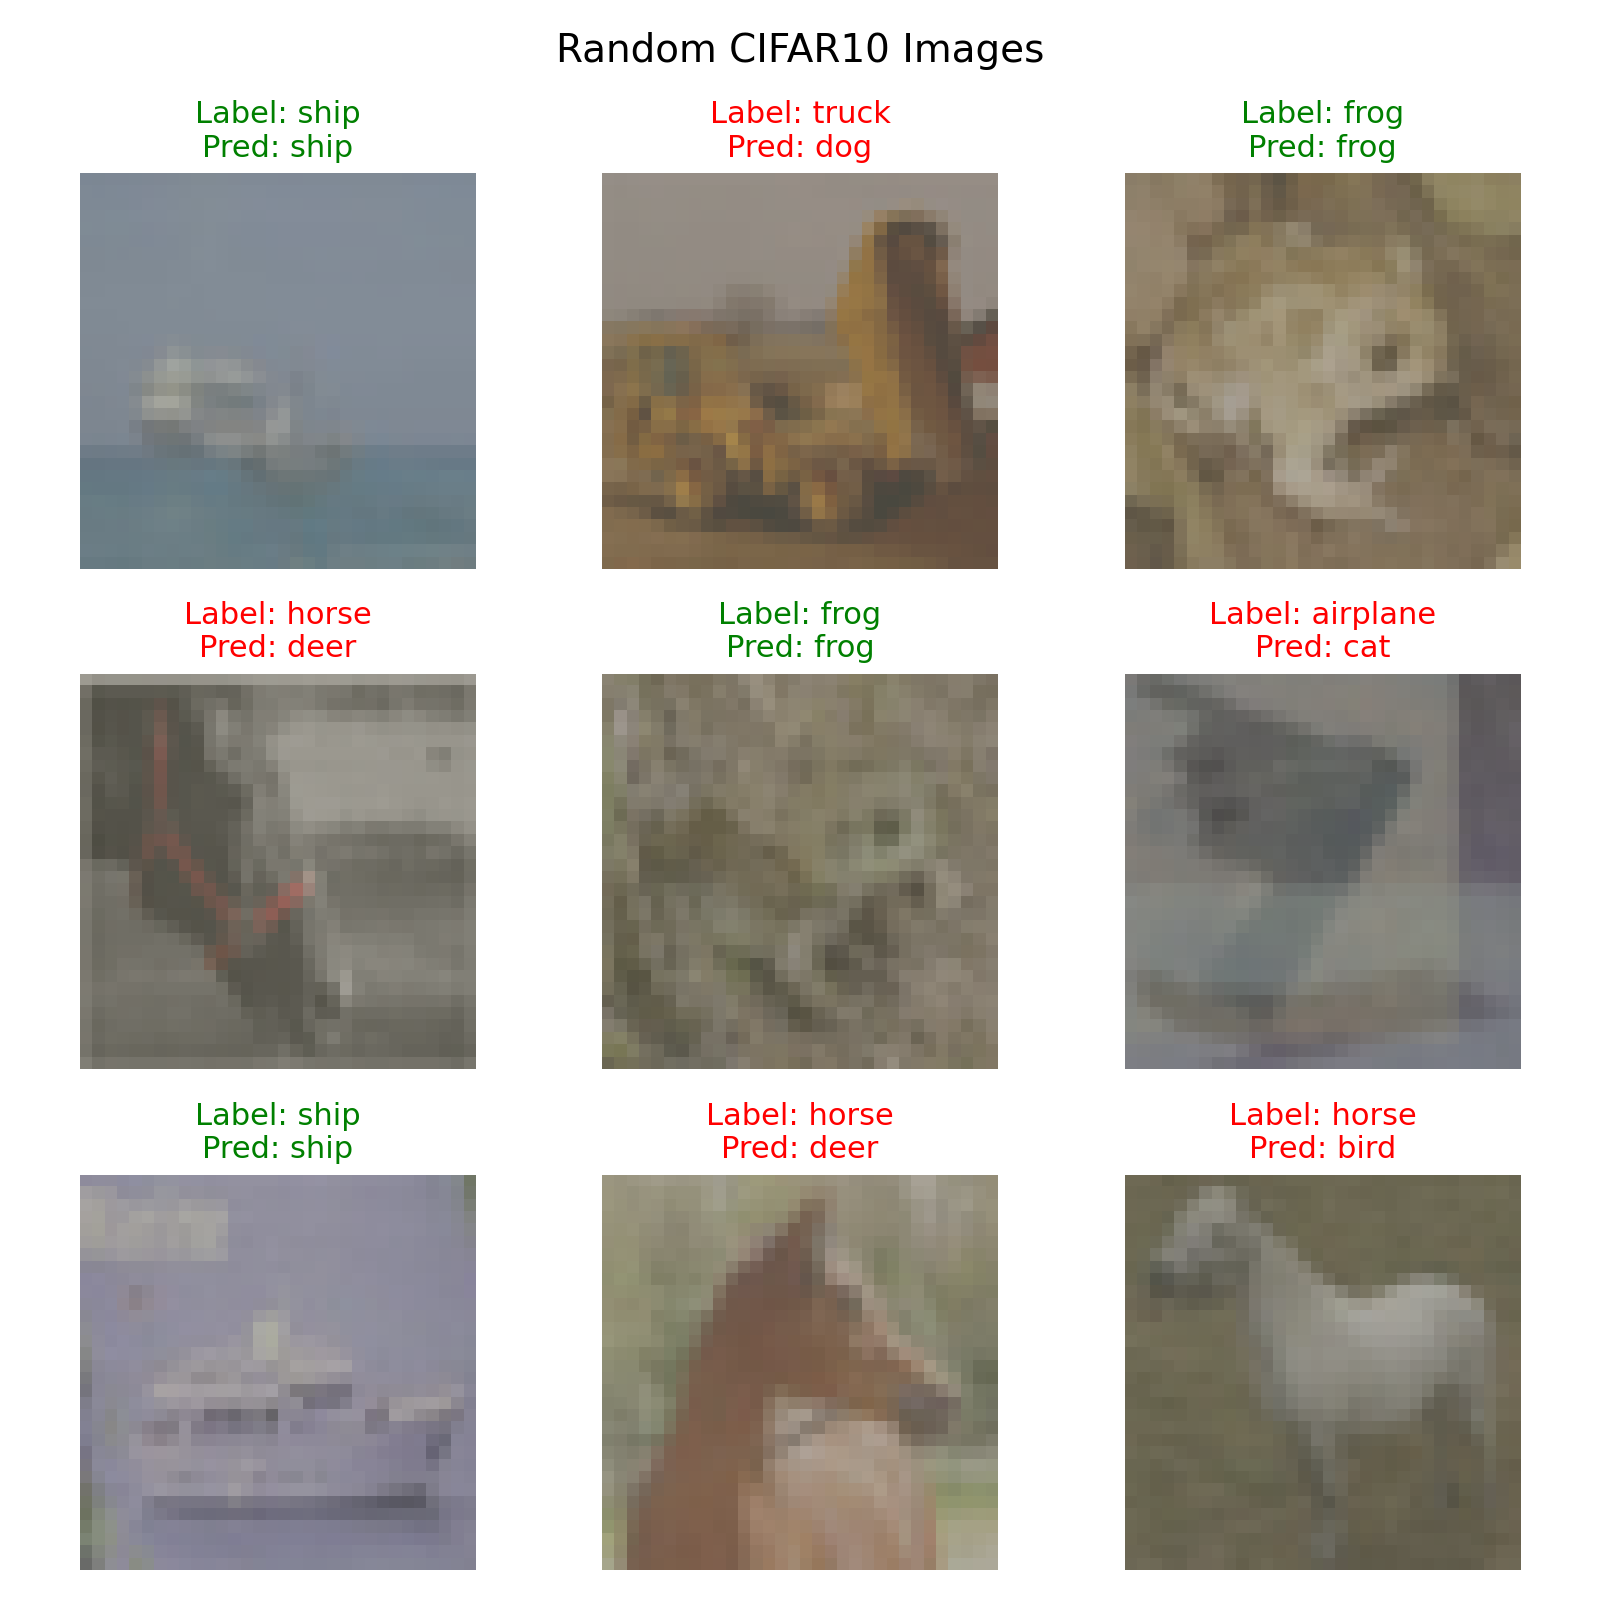 Random CIFAR10 Images
Label: ship
Pred: ship
Label: truck
Pred: dog
Label: frog
Pred: frog
Label: horse
Pred: deer
Label: frog
Pred: frog
Label: airplane
Pred: cat
Label: ship
Pred: ship
Label: horse
Pred: deer
Label: horse
Pred: bird